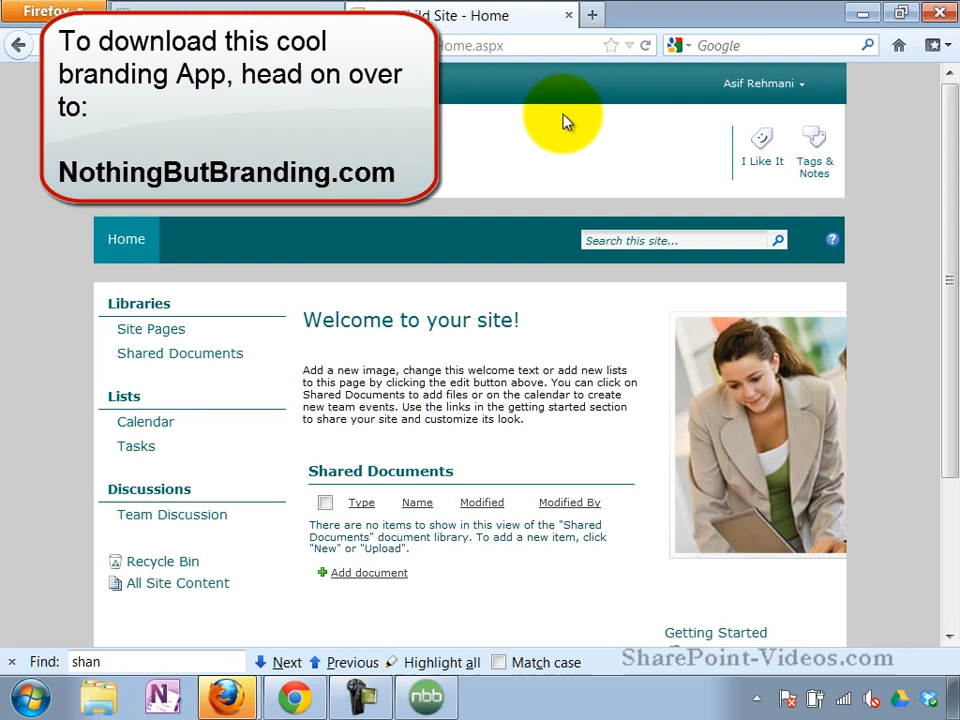 Firefox
ild Site - Home
To download this cool
branding App, head on over
to:
NothingButBranding.com
Home.aspx
Google
Asif Rehmani
I Like It
Tags &
Notes
Home
Search this site...
Libraries
Site Pages
Shared Documents
Lists
Calendar
Tasks
Discussions
Team Discussion
Recycle Bin
All Site Content
Welcome to your site!
Add a new image, change this welcome text or add new lists
to this page by clicking the edit button above. You can click on
Shared Documents to add files or on the calendar to create
new team events. Use the links in the getting started section
to share your site and customize its look.
Shared Documents
Type Name Modified Modified By
There are no items to show in this view of the "Shared
Documents" document library. To add a new item, click
"New" or "Upload".
Add document
Getting Started
Find: shan Next Previous Highlight all Match case
SharePoint-Videos.com
nbb